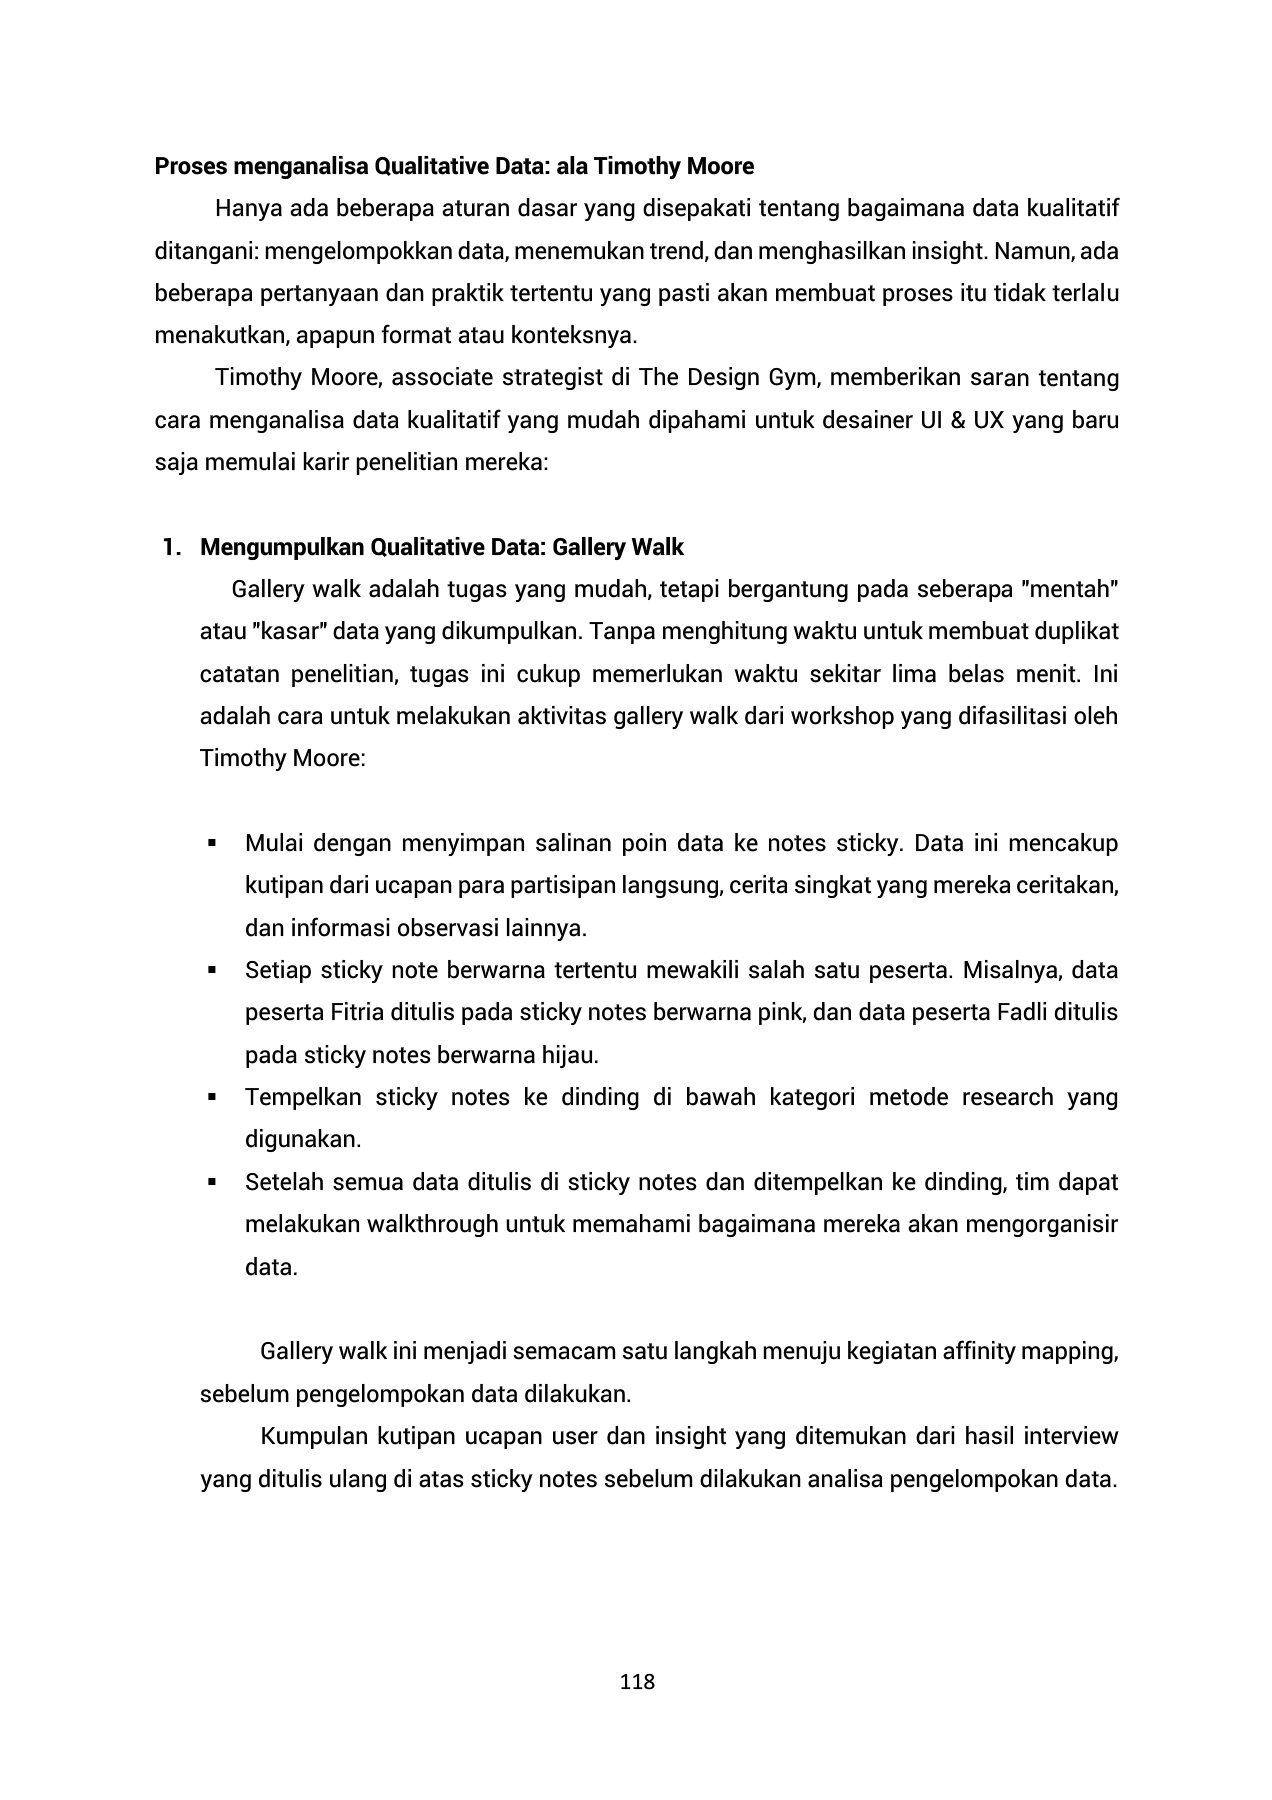 Proses menganalisa Qualitative Data: ala Timothy Moore
Hanya ada beberapa aturan dasar yang disepakati tentang bagaimana data kualitatif
ditangani: mengelompokkan data, menemukan trend, dan menghasilkan insight. Namun, ada
beberapa pertanyaan dan praktik tertentu yang pasti akan membuat proses itu tidak terlalu
menakutkan, apapun format atau konteksnya.
Timothy Moore, associate strategist di The Design Gym, memberikan saran tentang
cara menganalisa data kualitatif yang mudah dipahami untuk desainer UI & UX yang baru
saja memulai karir penelitian mereka:
1. Mengumpulkan Qualitative Data: Gallery Walk
Gallery walk adalah tugas yang mudah, tetapi bergantung pada seberapa "mentah"
atau "kasar" data yang dikumpulkan. Tanpa menghitung waktu untuk membuat duplikat
catatan penelitian, tugas ini cukup memerlukan waktu sekitar lima belas menit. Ini
adalah cara untuk melakukan aktivitas gallery walk dari workshop yang difasilitasi oleh
Timothy Moore:
▪ Mulai dengan menyimpan salinan poin data ke notes sticky. Data ini mencakup
kutipan dari ucapan para partisipan langsung, cerita singkat yang mereka ceritakan,
dan informasi observasi lainnya.
▪ Setiap sticky note berwarna tertentu mewakili salah satu peserta. Misalnya, data
peserta Fitria ditulis pada sticky notes berwarna pink, dan data peserta Fadli ditulis
pada sticky notes berwarna hijau.
▪ Tempelkan sticky notes ke dinding di bawah kategori metode research yang
digunakan.
▪ Setelah semua data ditulis di sticky notes dan ditempelkan ke dinding, tim dapat
melakukan walkthrough untuk memahami bagaimana mereka akan mengorganisir
data.
Gallery walk ini menjadi semacam satu langkah menuju kegiatan affinity mapping,
sebelum pengelompokan data dilakukan.
Kumpulan kutipan ucapan user dan insight yang ditemukan dari hasil interview
yang ditulis ulang di atas sticky notes sebelum dilakukan analisa pengelompokan data.
118